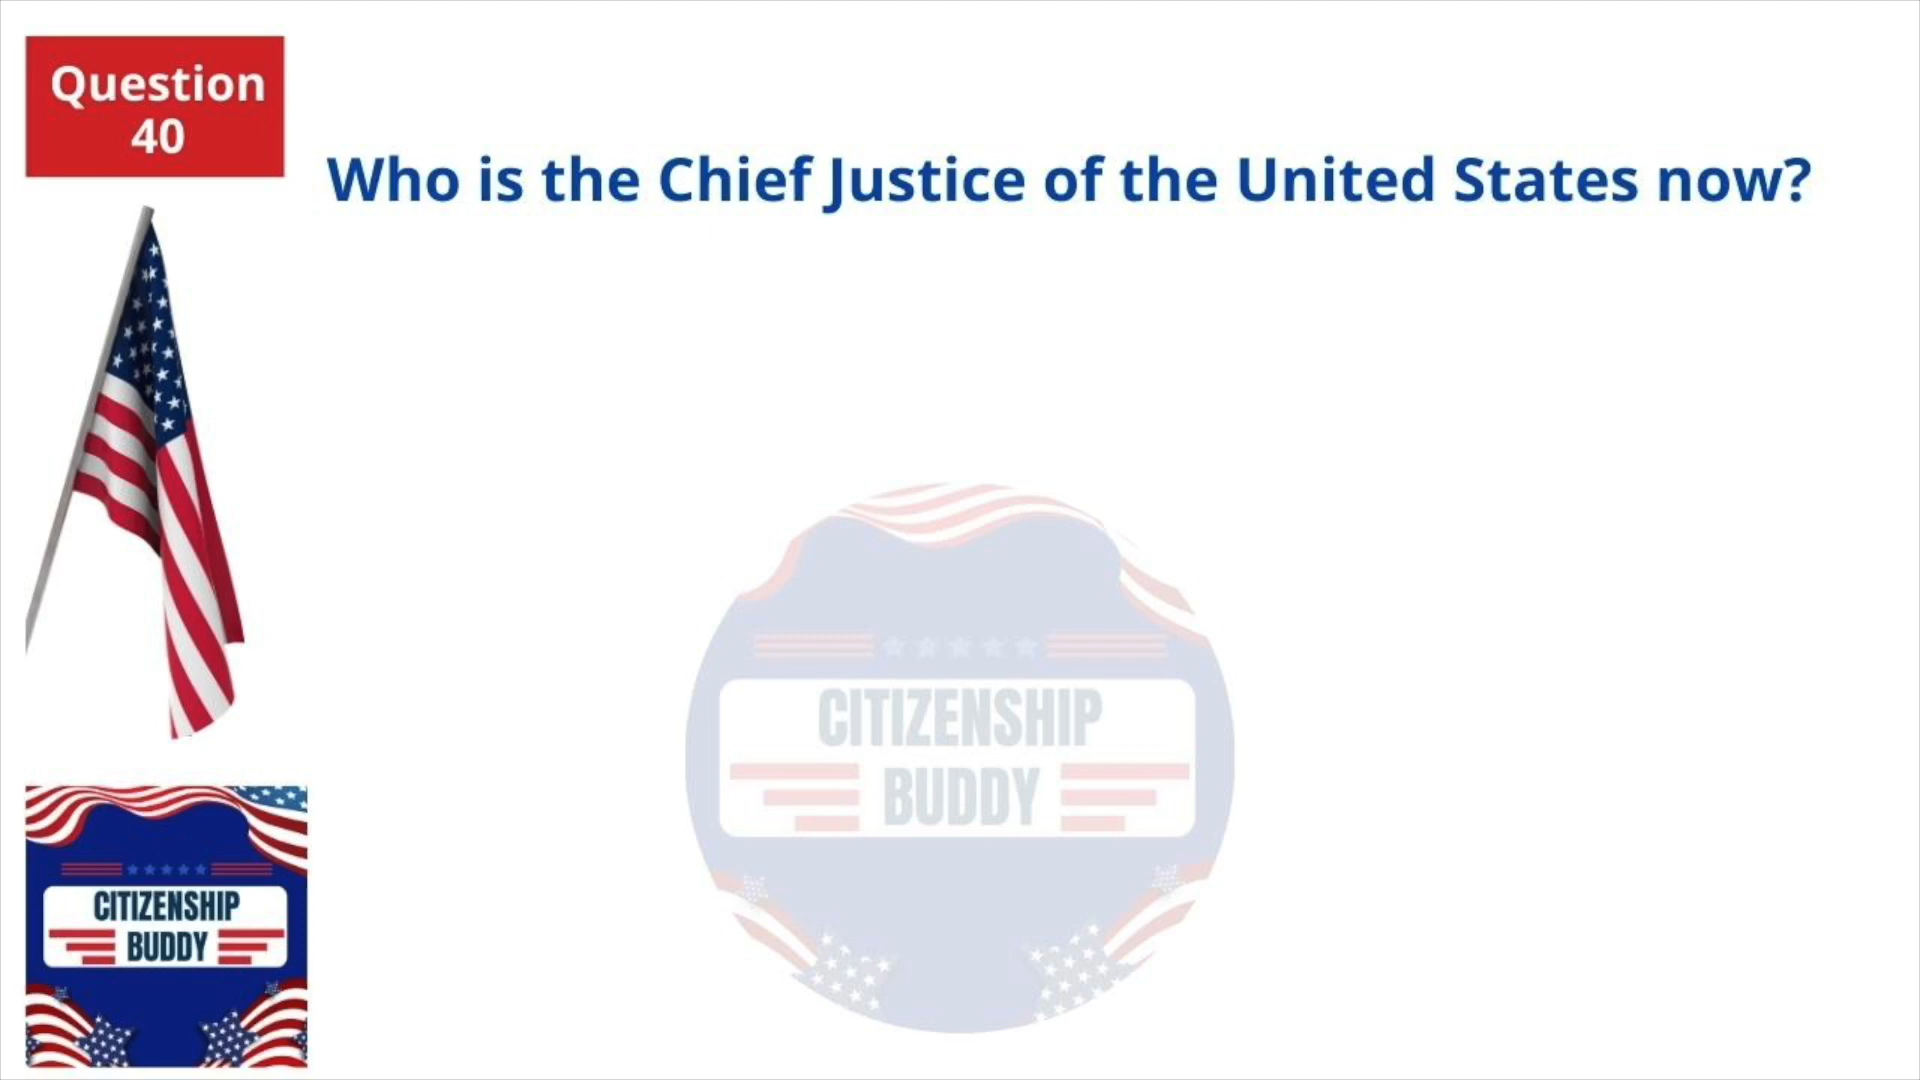 Question
40
Who is the Chief Justice of the United States now?
CITIZENSHIP
BUDDY
CITIZENSHIP
BUDDY